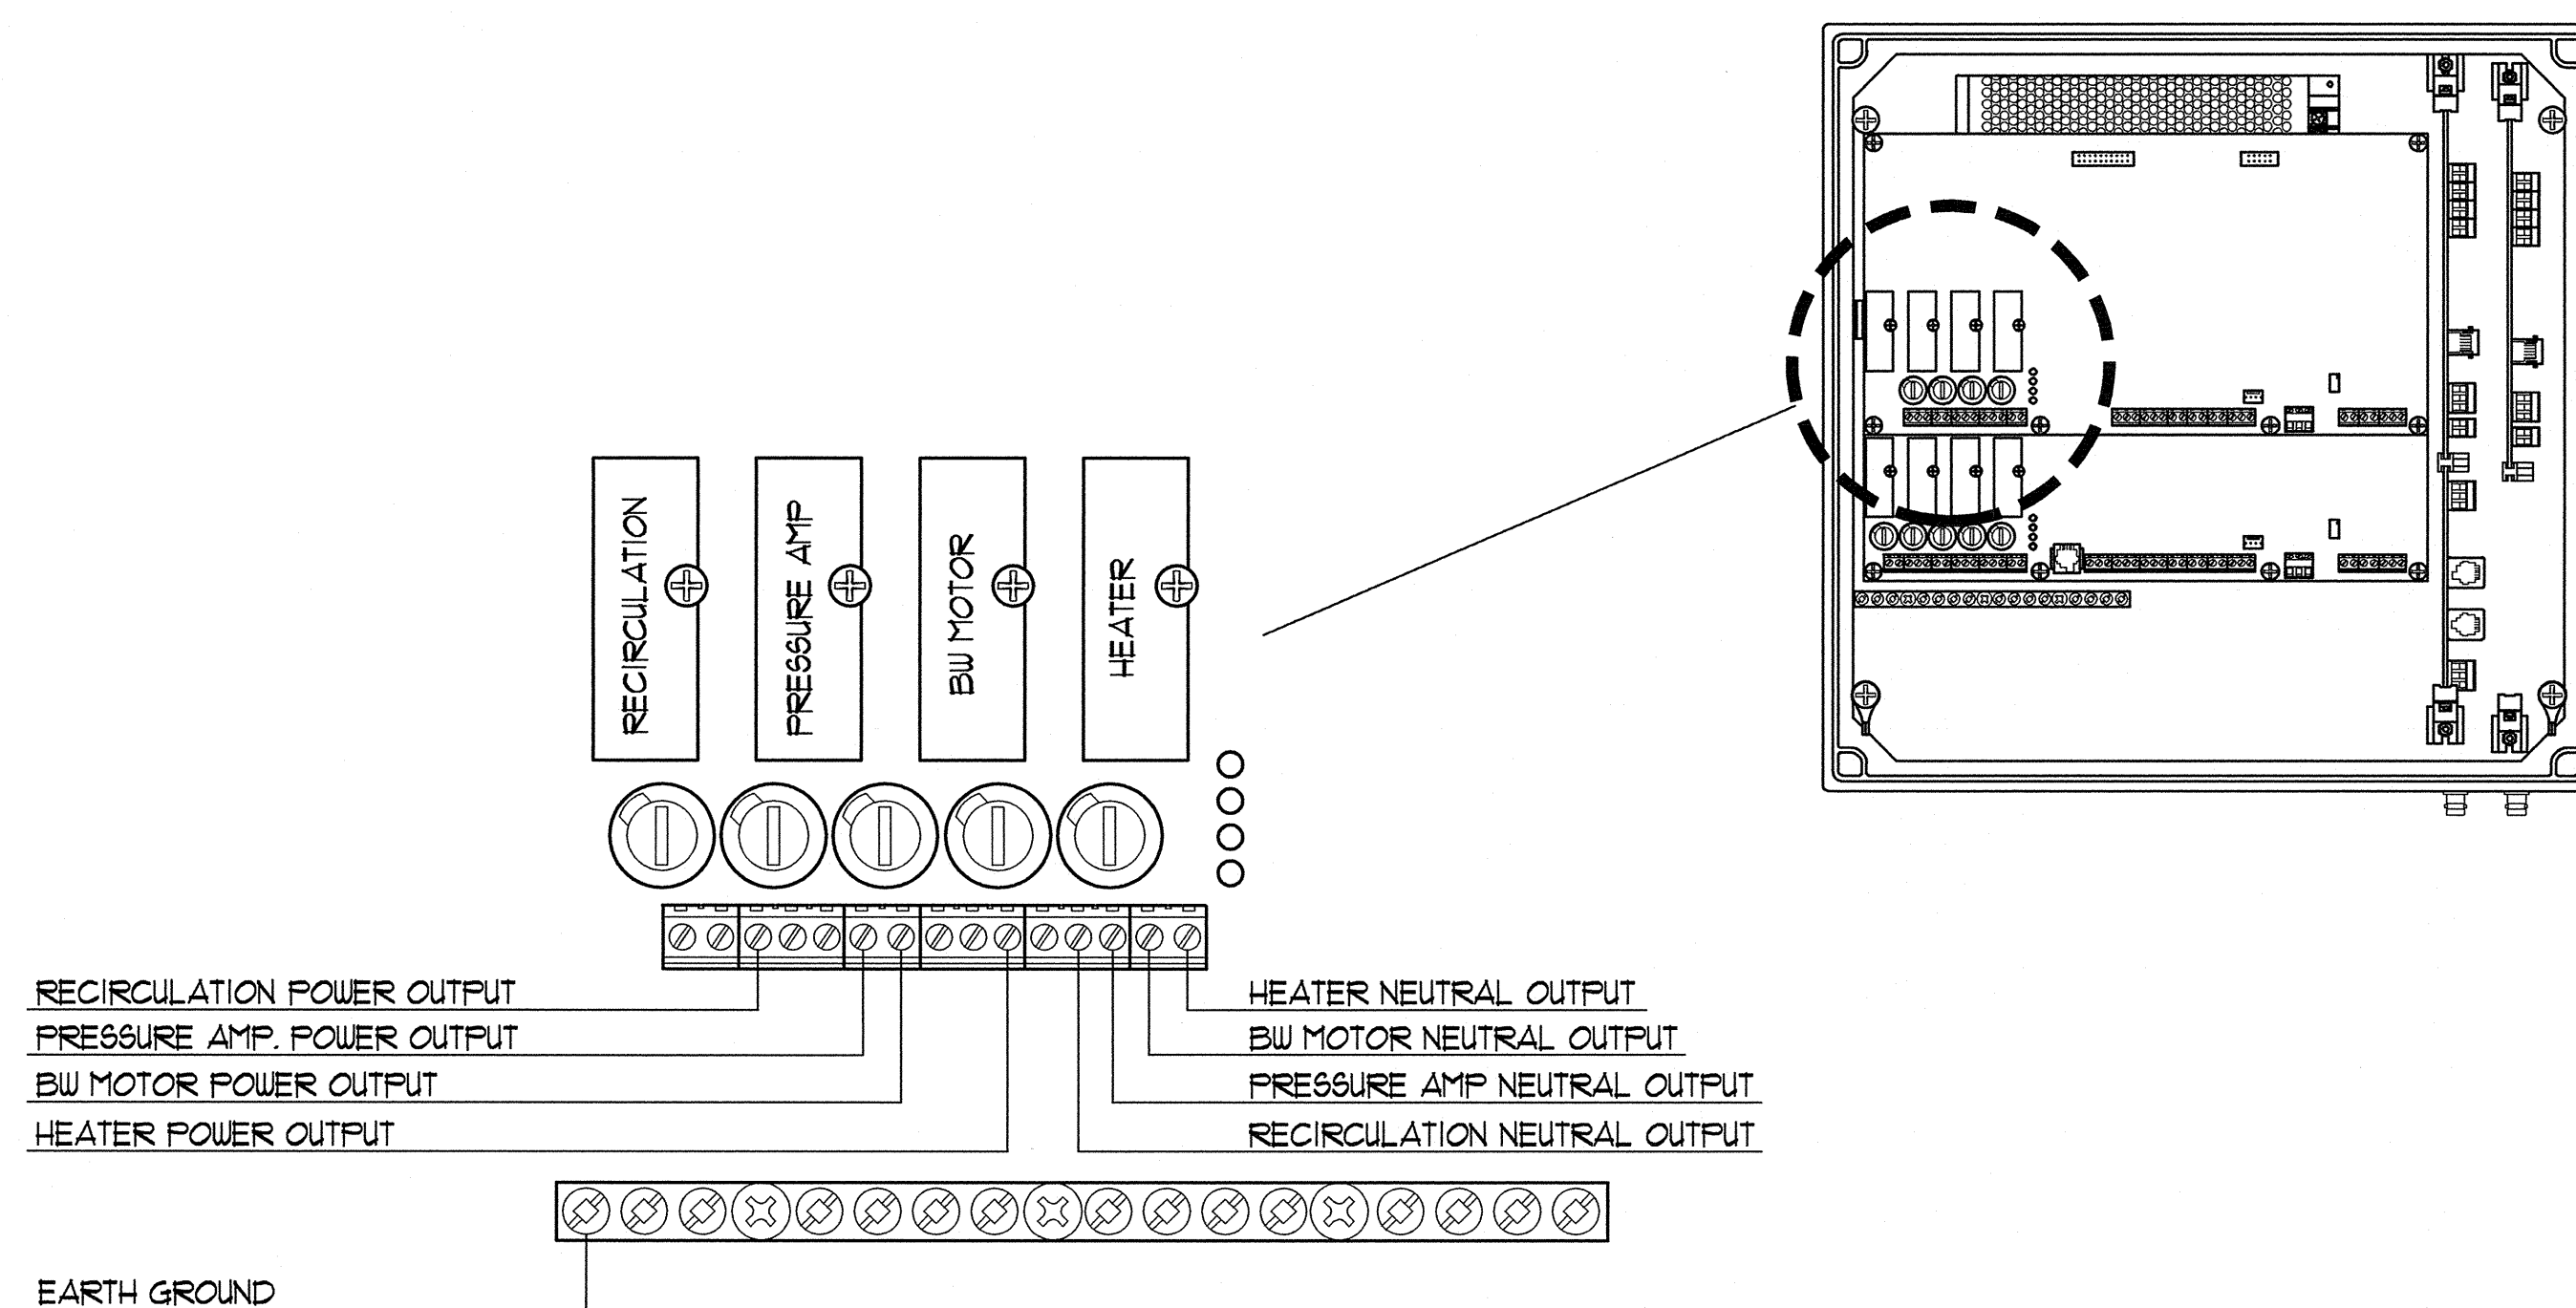 RECIRCULATION
PRESSURE AMP
BW MOTOR
HEATER
RECIRCULATION POWER OUTPUT
PRESSURE AMP. POWER OUTPUT
BW MOTOR POWER OUTPUT
HEATER POWER OUTPUT
HEATER NEUTRAL OUTPUT
BW MOTOR NEUTRAL OUTPUT
PRESSURE AMP NEUTRAL OUTPUT
RECIRCULATION NEUTRAL OUTPUT
EARTH GROUND